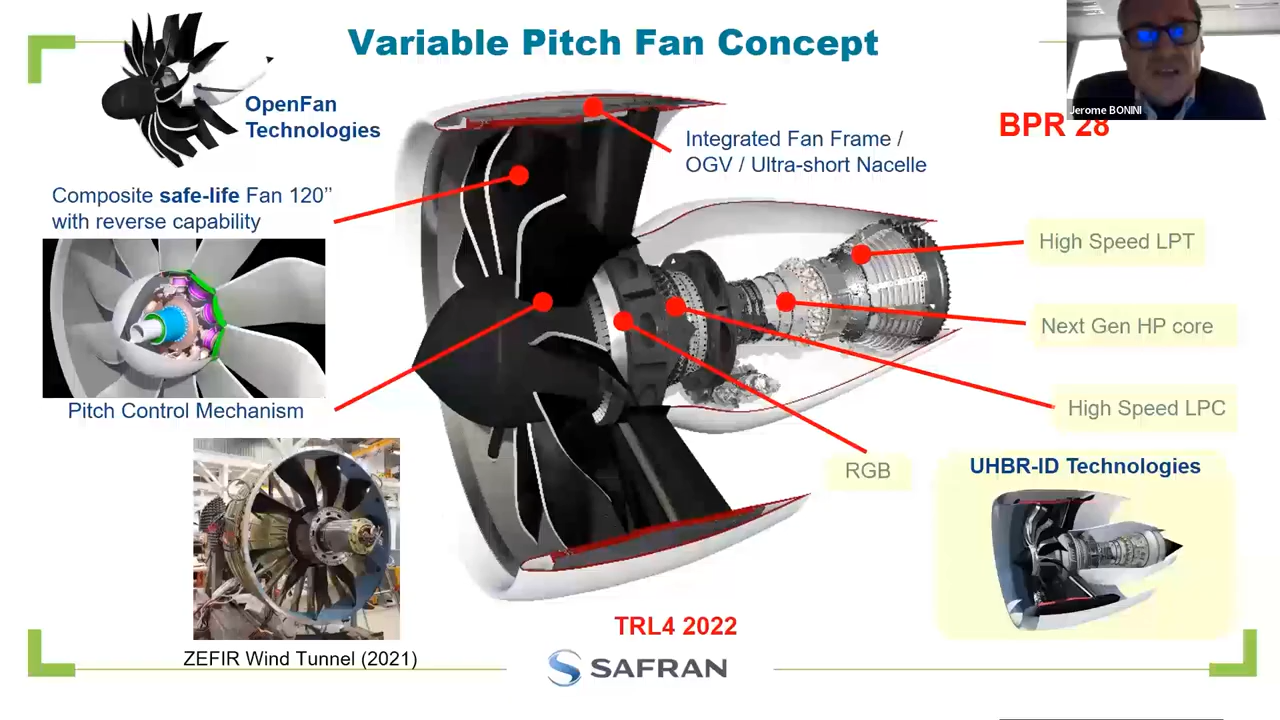 Variable Pitch Fan Concept
OpenFan
Technologies
Jerome BONINI
BPR 28
Integrated Fan Frame /
OGV / Ultra-short Nacelle
Composite safe-life Fan 120’’
with reverse capability
High Speed LPT
Next Gen HP core
High Speed LPC
Pitch Control Mechanism
RGB
UHBR-ID Technologies
TRL4 2022
ZEFIR Wind Tunnel (2021)
SAFRAN